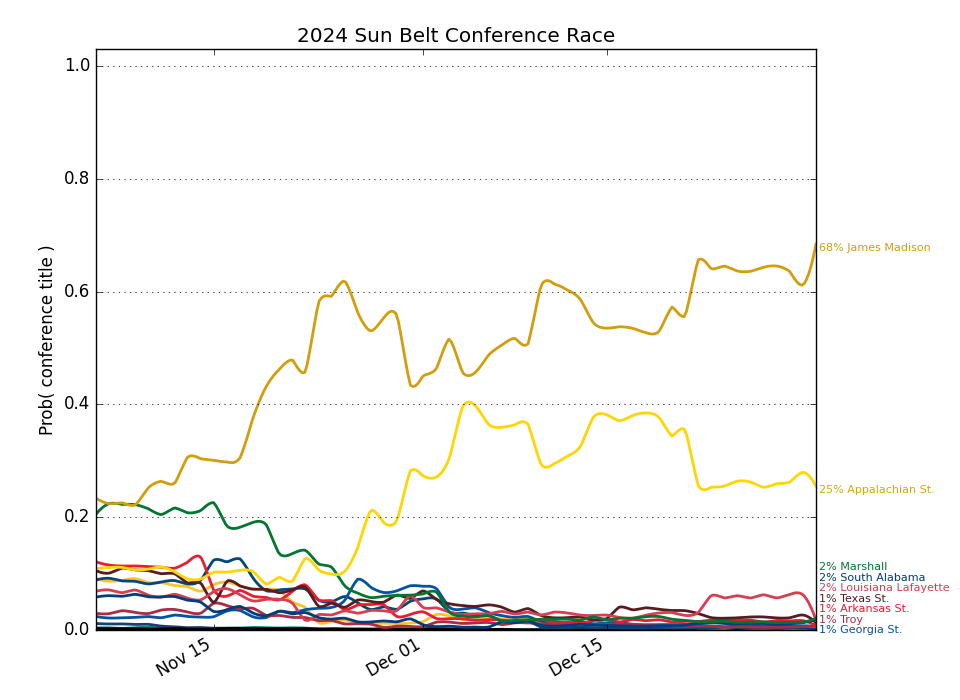 2024 Sun Belt Conference Race
Prob( conference title )
1.0
0.8
0.6
0.4
0.2
0.0
Nov 15
Dec 01
Dec 15
68% James Madison
25% Appalachian St.
2% Marshall
2% South Alabama
2% Louisiana Lafayette
1% Texas St.
1% Arkansas St.
1% Troy
1% Georgia St.